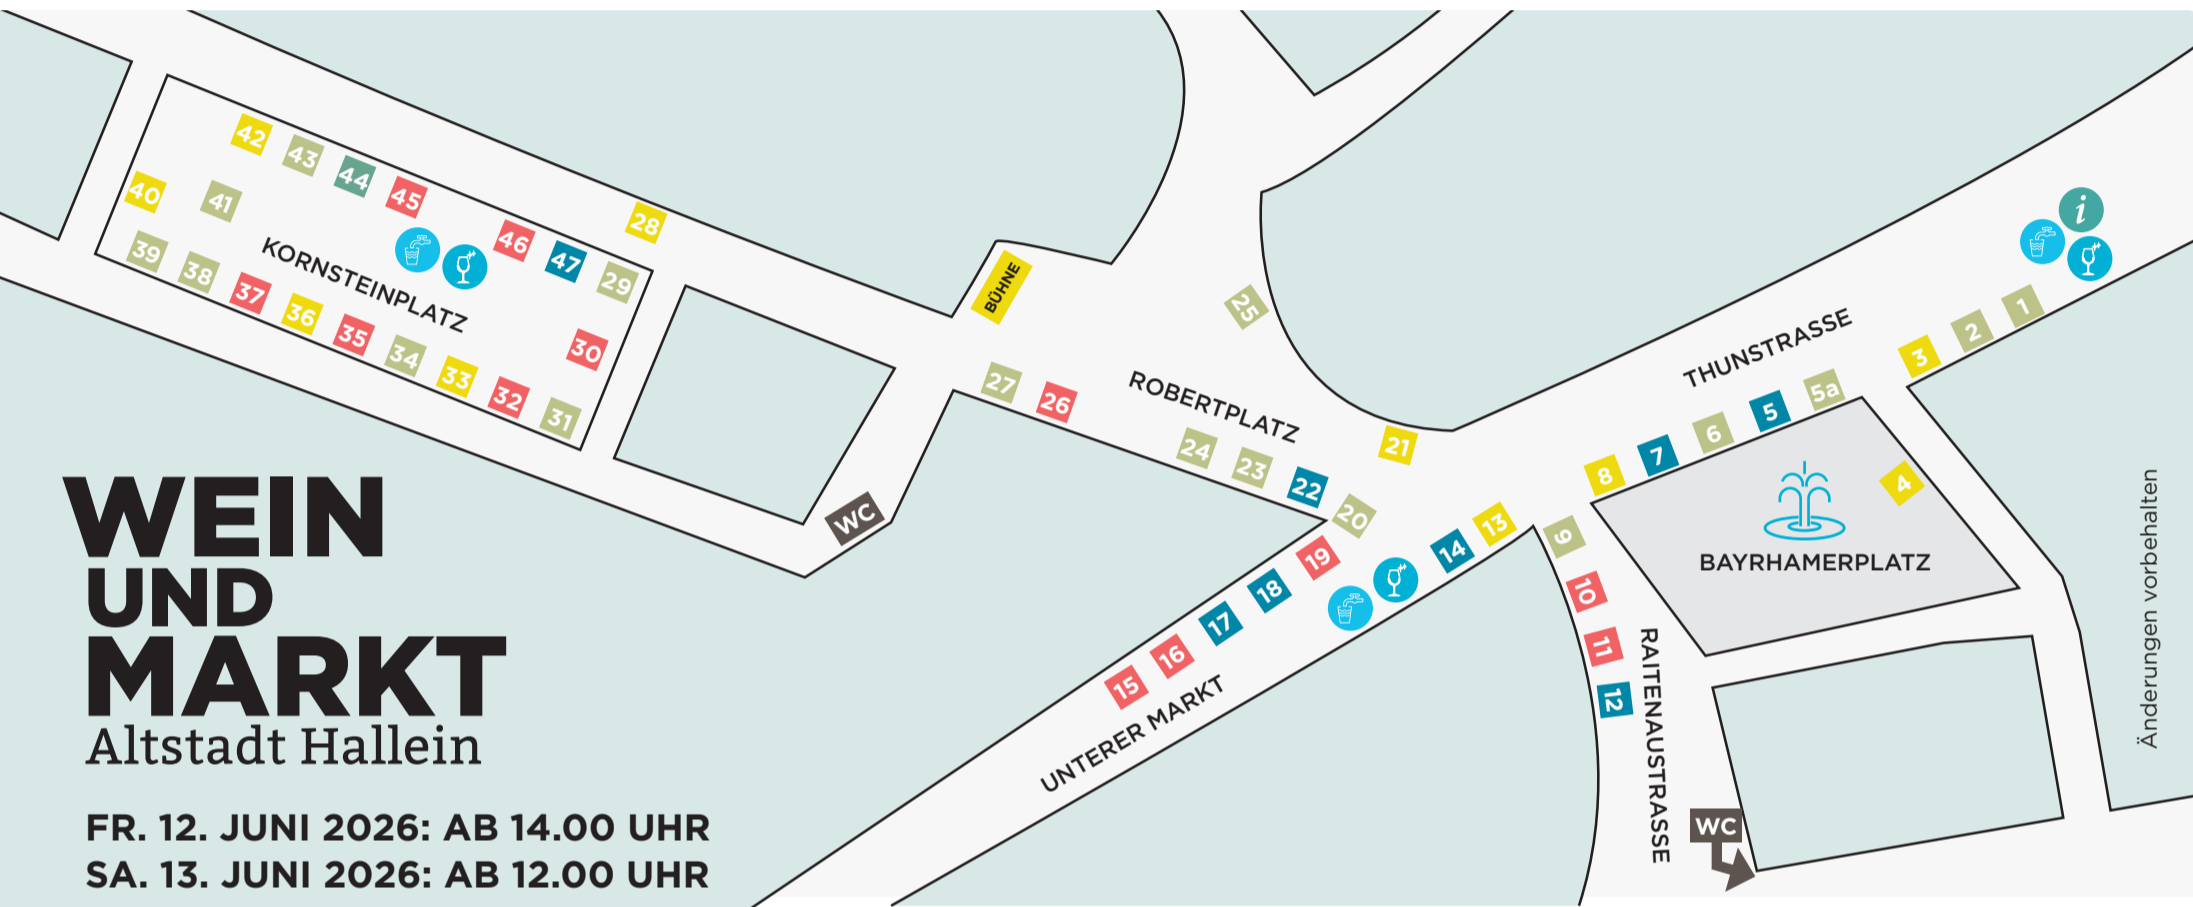 42
43
44
45
40
41
46
47
28
29
39
38
37
36
35
34
33
32
31
30
KORNSTEINPLATZ
BÜHNE
25
27
26
ROBERTPLATZ
24
23
22
21
20
WC
THUNSTRASSE
i
1
2
3
5a
5
6
7
8
4
BAYRHAMERPLATZ
13
14
19
18
17
16
15
UNTERER MARKT
9
10
11
12
RAITENAUSTRASSE
WC
Änderungen vorbehalten
WEIN
UND
MARKT
Altstadt Hallein
FR. 12. JUNI 2026: AB 14.00 UHR
SA. 13. JUNI 2026: AB 12.00 UHR